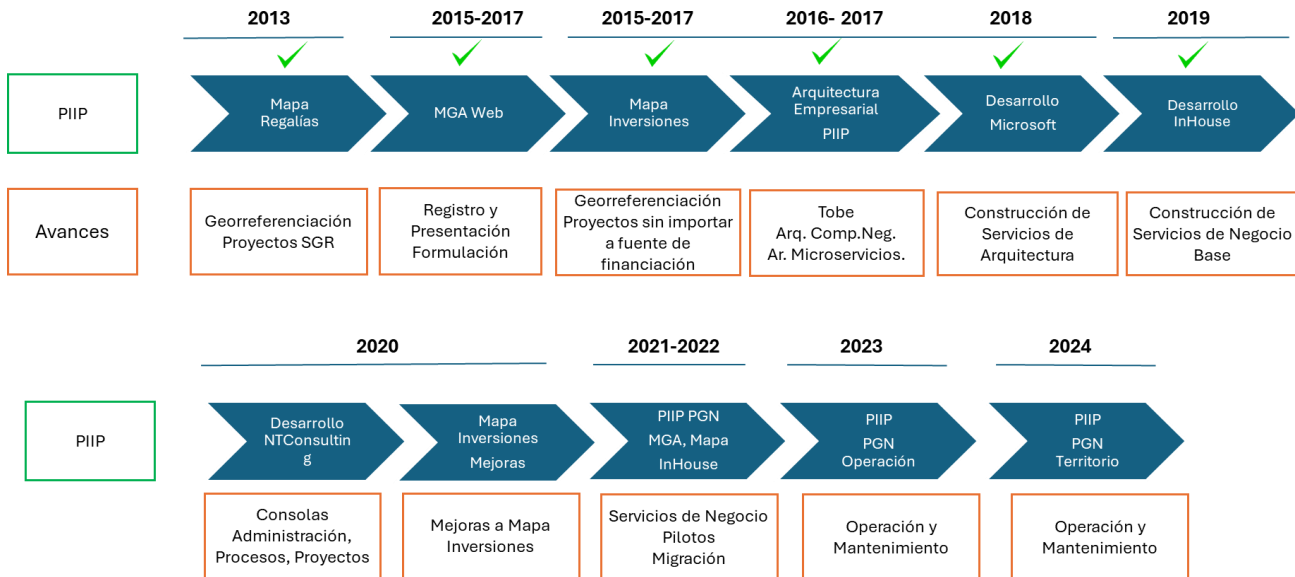 2013
2015-2017
2015-2017
2016- 2017
2018
2019
PIIP
Mapa
Regalías
MGA Web
Mapa
Inversiones
Arquitectura
Empresarial
PIIP
Desarrollo
Microsoft
Desarrollo
InHouse
Avances
Georreferenciación
Proyectos SGR
Registro y
Presentación
Formulación
Georreferenciación
Proyectos sin importar
a fuente de
financiación
Tobe
Arq. Comp.Neg.
Ar. Microservicios.
Construcción de
Servicios de
Arquitectura
Construcción de
Servicios de Negocio
Base
2020
2021-2022
2023
2024
PIIP
Desarrollo
NTConsultin
g
Mapa
Inversiones
Mejoras
PIIP PGN
MGA, Mapa
InHouse
PIIP
PGN
Operación
PIIP
PGN
Territorio
Consolas
Administración,
Procesos, Proyectos
Mejoras a Mapa
Inversiones
Servicios de Negocio
Pilotos
Migración
Operación y
Mantenimiento
Operación y
Mantenimiento